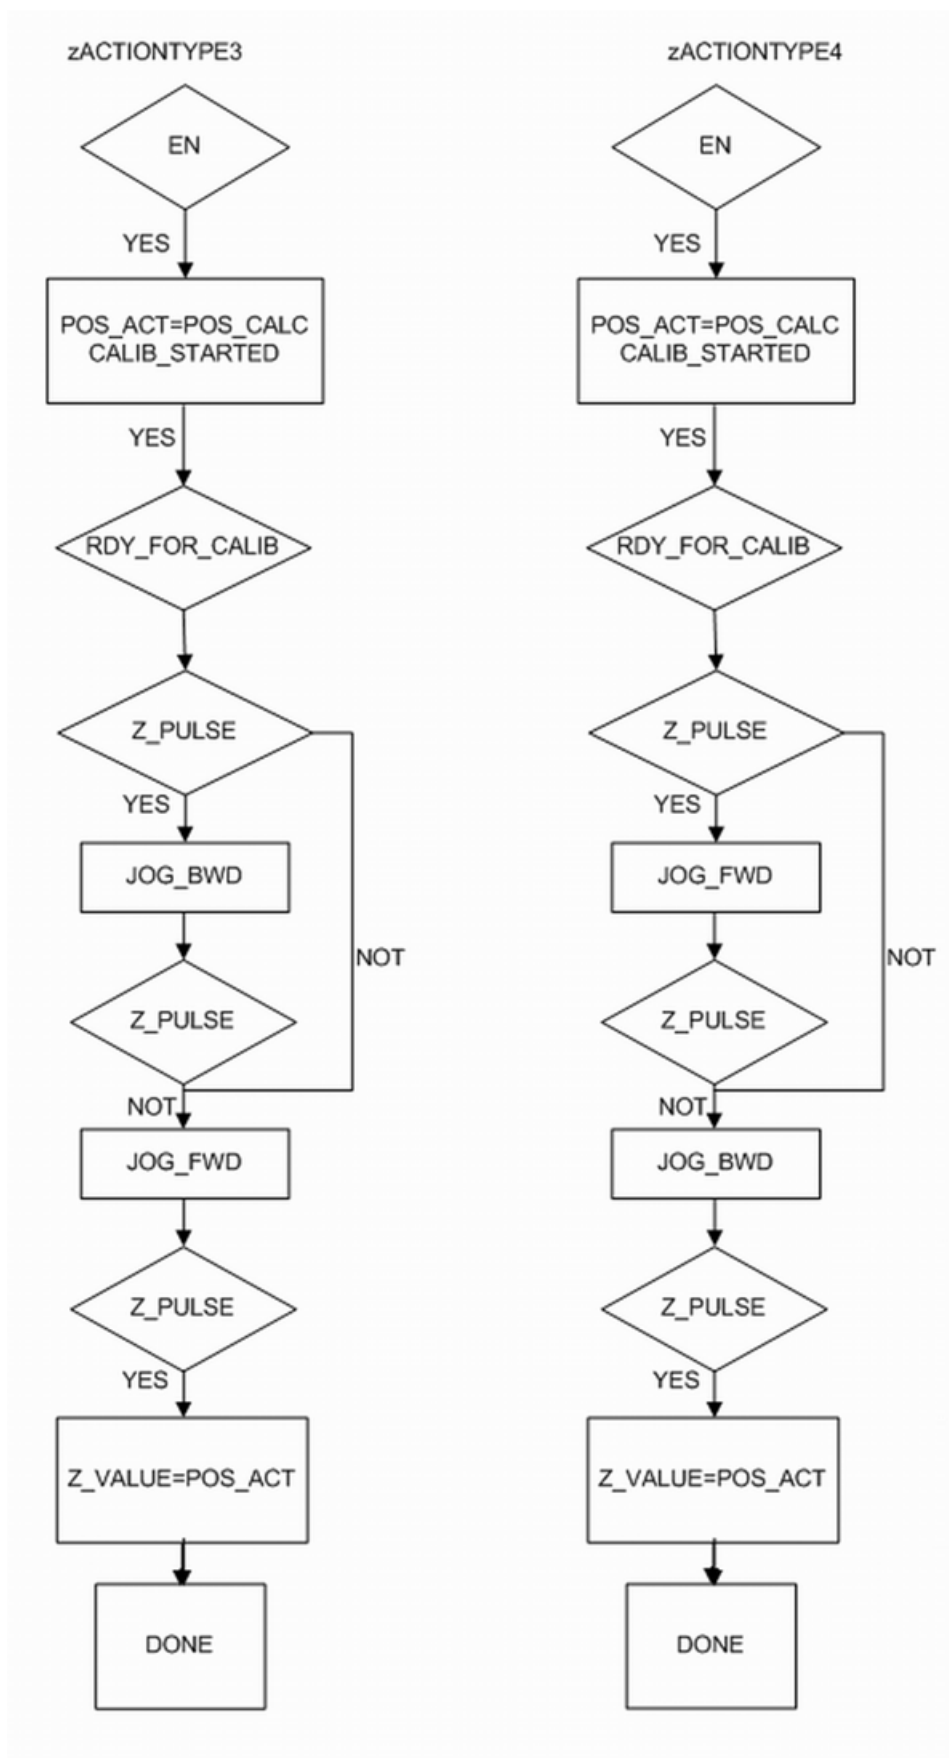 zACTIONTYPE3
EN
YES
POS_ACT=POS_CALC
CALIB_STARTED
YES
RDY_FOR_CALIB
Z_PULSE
YES
JOG_BWD
NOT
Z_PULSE
NOT
JOG_FWD
Z_PULSE
YES
Z_VALUE=POS_ACT
DONE
zACTIONTYPE4
EN
YES
POS_ACT=POS_CALC
CALIB_STARTED
YES
RDY_FOR_CALIB
Z_PULSE
YES
JOG_FWD
NOT
Z_PULSE
NOT
JOG_BWD
Z_PULSE
YES
Z_VALUE=POS_ACT
DONE